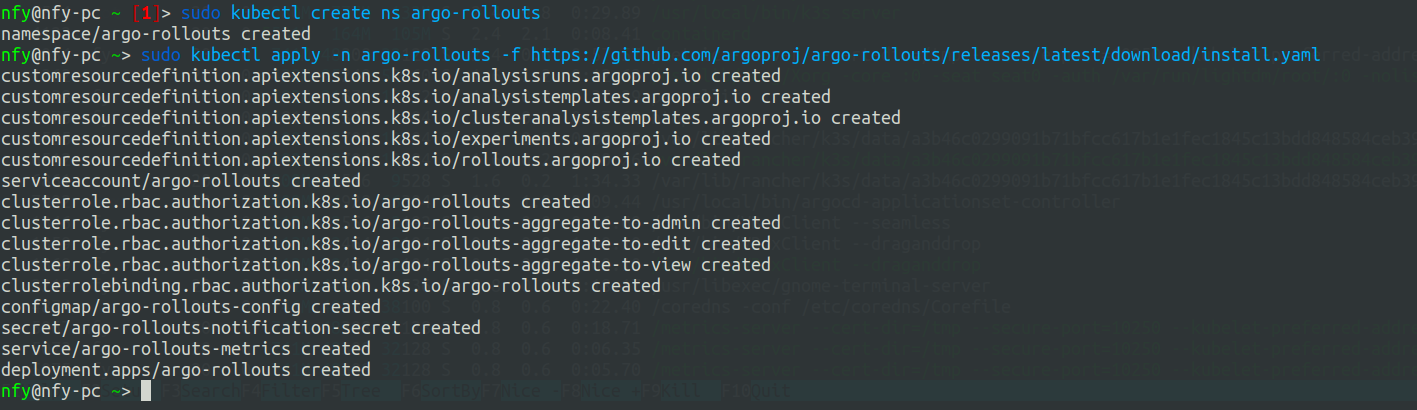 nfy@nfy-pc ~ [1]> sudo kubectl create ns argo-rollouts
namespace/argo-rollouts created
nfy@nfy-pc ~> sudo kubectl apply -n argo-rollouts -f https://github.com/argoproj/argo-rollouts/releases/latest/download/install.yaml
customresourcedefinition.apiextensions.k8s.io/analysisruns.argoproj.io created
customresourcedefinition.apiextensions.k8s.io/analysistemplates.argoproj.io created
customresourcedefinition.apiextensions.k8s.io/clusteranalysistemplates.argoproj.io created
customresourcedefinition.apiextensions.k8s.io/experiments.argoproj.io created
customresourcedefinition.apiextensions.k8s.io/rollouts.argoproj.io created
serviceaccount/argo-rollouts created
clusterrole.rbac.authorization.k8s.io/argo-rollouts created
clusterrole.rbac.authorization.k8s.io/argo-rollouts-aggregate-to-admin created
clusterrole.rbac.authorization.k8s.io/argo-rollouts-aggregate-to-edit created
clusterrole.rbac.authorization.k8s.io/argo-rollouts-aggregate-to-view created
clusterrolebinding.rbac.authorization.k8s.io/argo-rollouts created
configmap/argo-rollouts-config created
secret/argo-rollouts-notification-secret created
service/argo-rollouts-metrics created
deployment.apps/argo-rollouts created
nfy@nfy-pc ~>